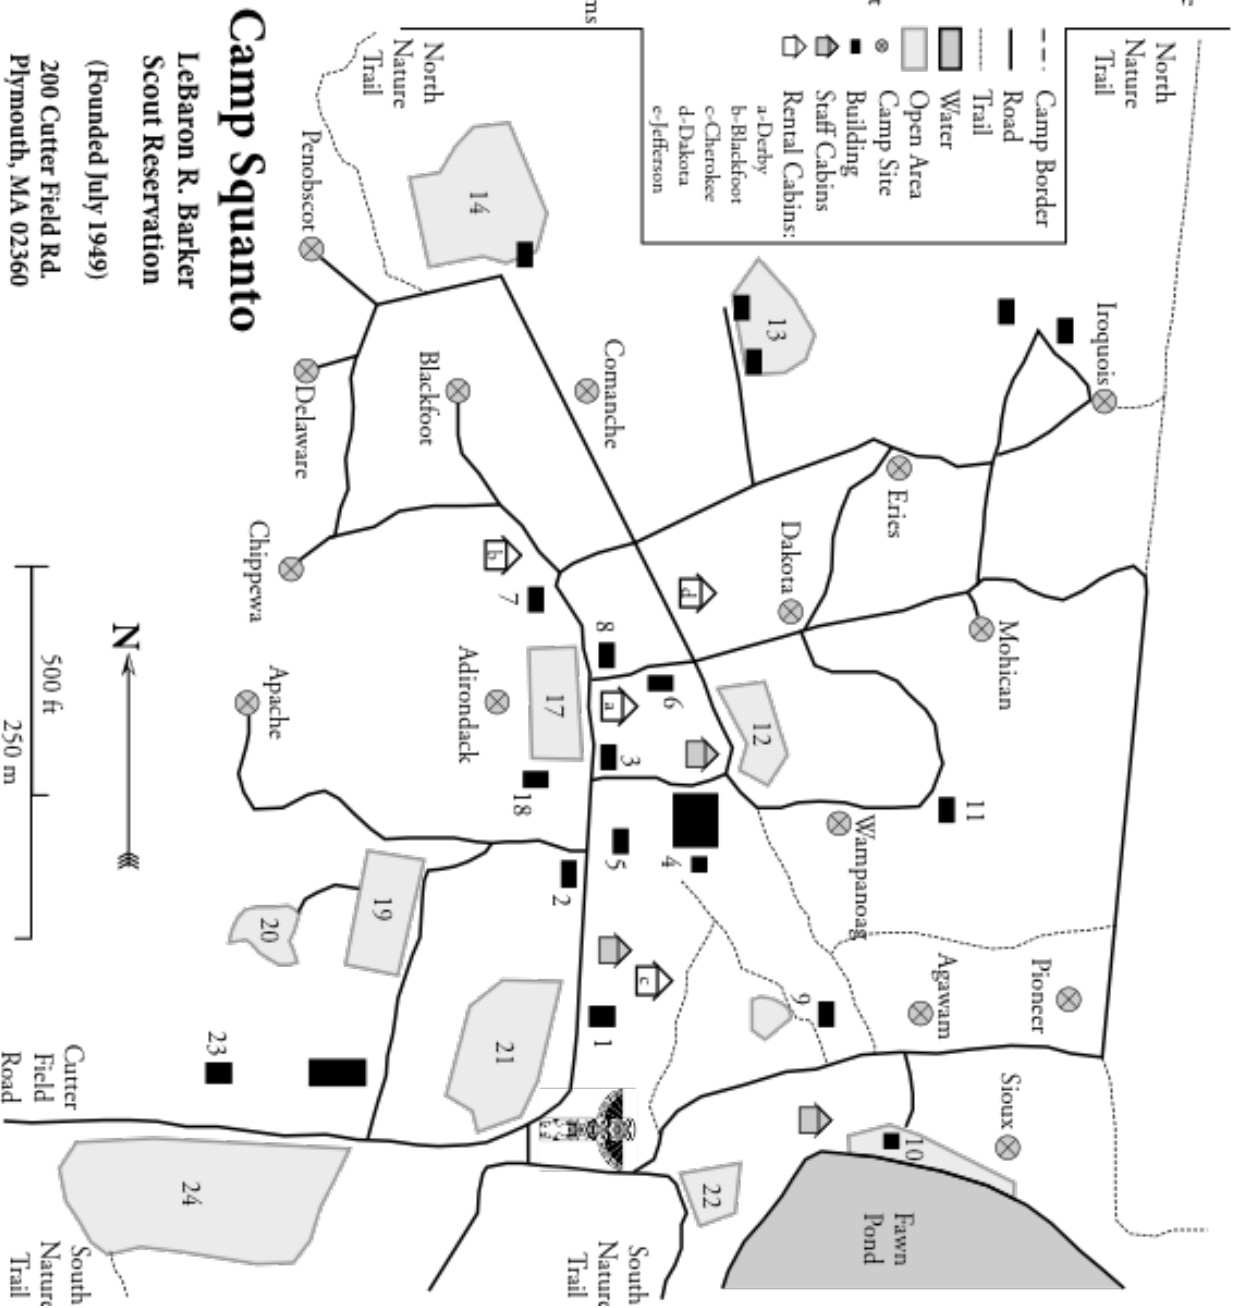 Camp Squanto
LeBaron R. Barker
Scout Reservation
(Founded July 1949)
200 Cutter Field Rd.
Plymouth, MA 02360
Camp Border
Road
Trail
Water
Open Area
Camp Site
Building
Staff Cabins
Rental Cabins:
a-Derby
b-Blackfoot
c-Cherokee
d-Dakota
e-Jefferson
North
Nature
Trail
North
Nature
Trail
Iroquois
Eries
Mohican
Dakota
Comanche
Blackfoot
Penobscot
Delaware
Chippewa
Apache
Adirondack
Wampanoag
Agawam
Pioneer
Sioux
Fawn
Pond
South
Nature
Trail
South
Nature
Trail
Cutter
Field
Road
1
2
3
4
5
6
7
8
9
10
11
12
13
14
17
18
19
20
21
22
23
24
a
b
c
d
N
500 ft
250 m
ms